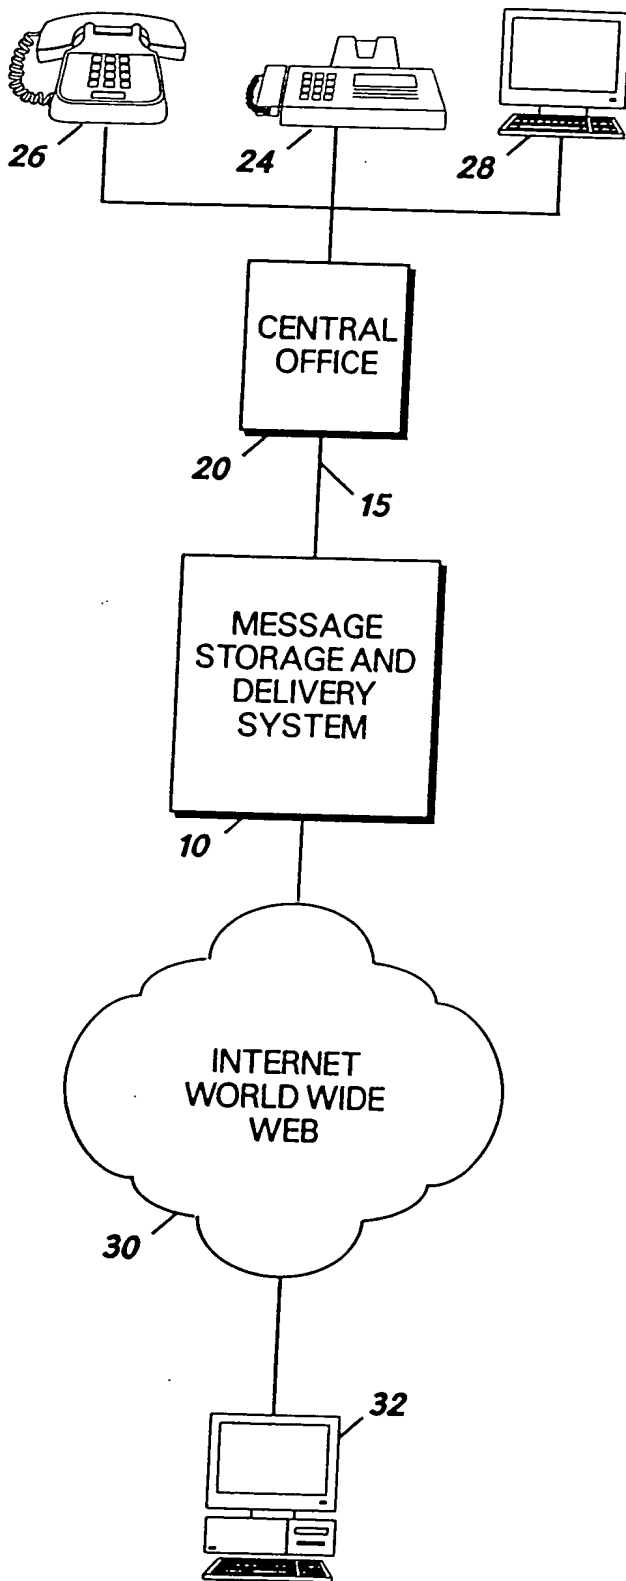 26
24
28
CENTRAL
OFFICE
20
15
MESSAGE
STORAGE AND
DELIVERY
SYSTEM
10
INTERNET
WORLD WIDE
WEB
30
32